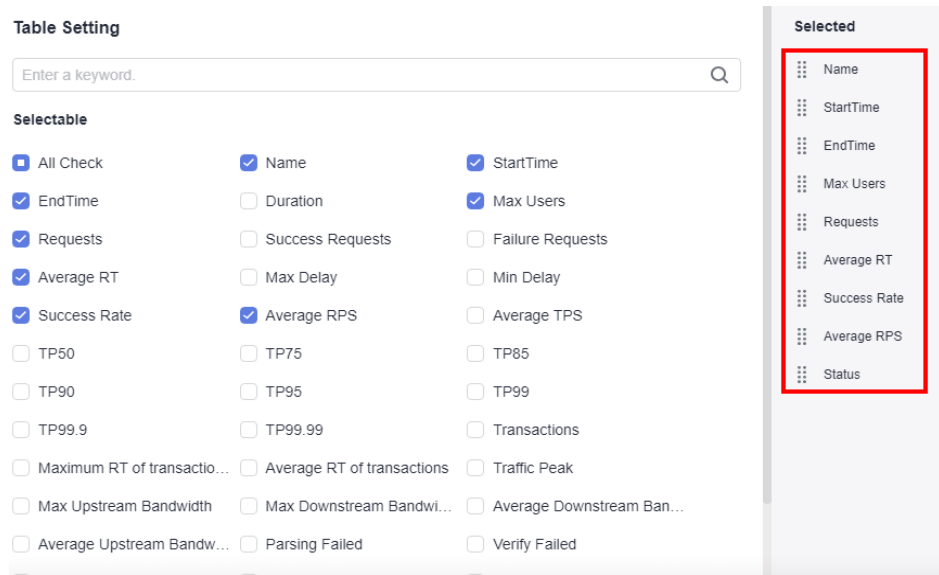 Table Setting
Enter a keyword.
Selectable
All Check
Name
StartTime
EndTime
Duration
Max Users
Requests
Success Requests
Failure Requests
Average RT
Max Delay
Min Delay
Success Rate
Average RPS
Average TPS
TP50
TP75
TP85
TP90
TP95
TP99
TP99.9
TP99.99
Transactions
Maximum RT of transactio...
Average RT of transactions
Traffic Peak
Max Upstream Bandwidth
Max Downstream Bandwi...
Average Downstream Ban...
Average Upstream Bandw...
Parsing Failed
Verify Failed
Selected
Name
StartTime
EndTime
Max Users
Requests
Average RT
Success Rate
Average RPS
Status